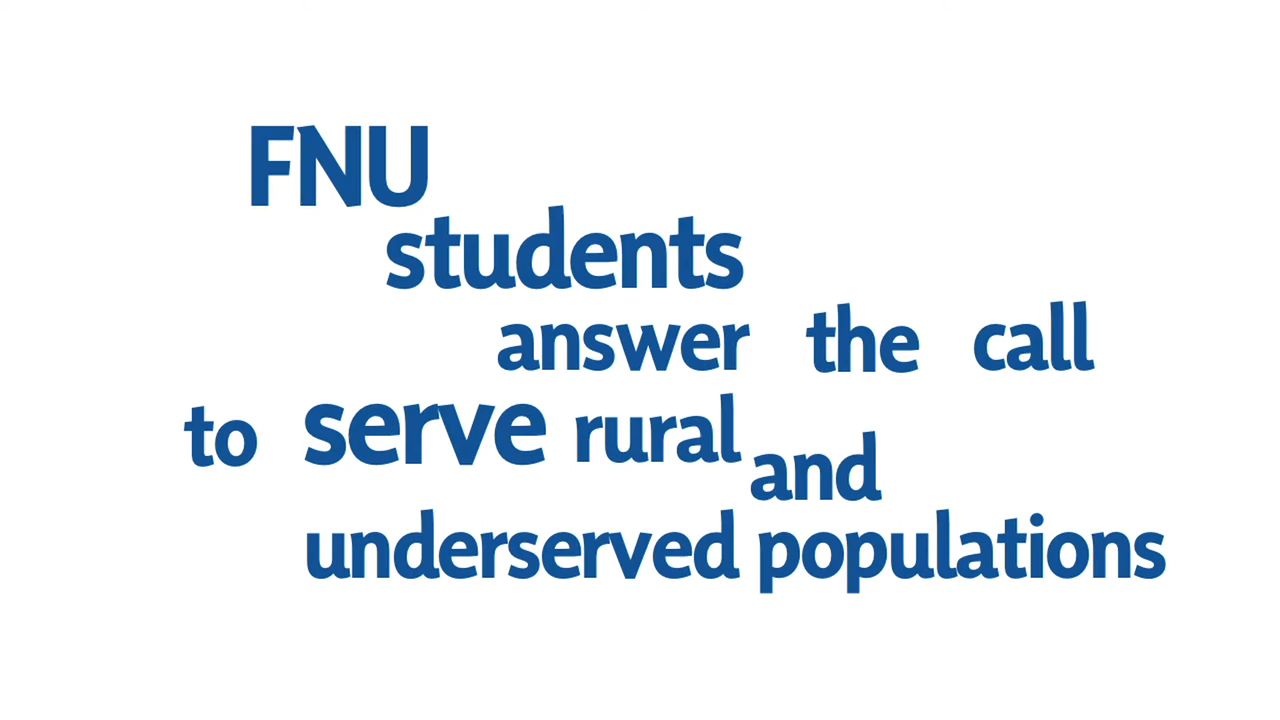 FNU
students
answer the call
to serve rural
and
underserved populations